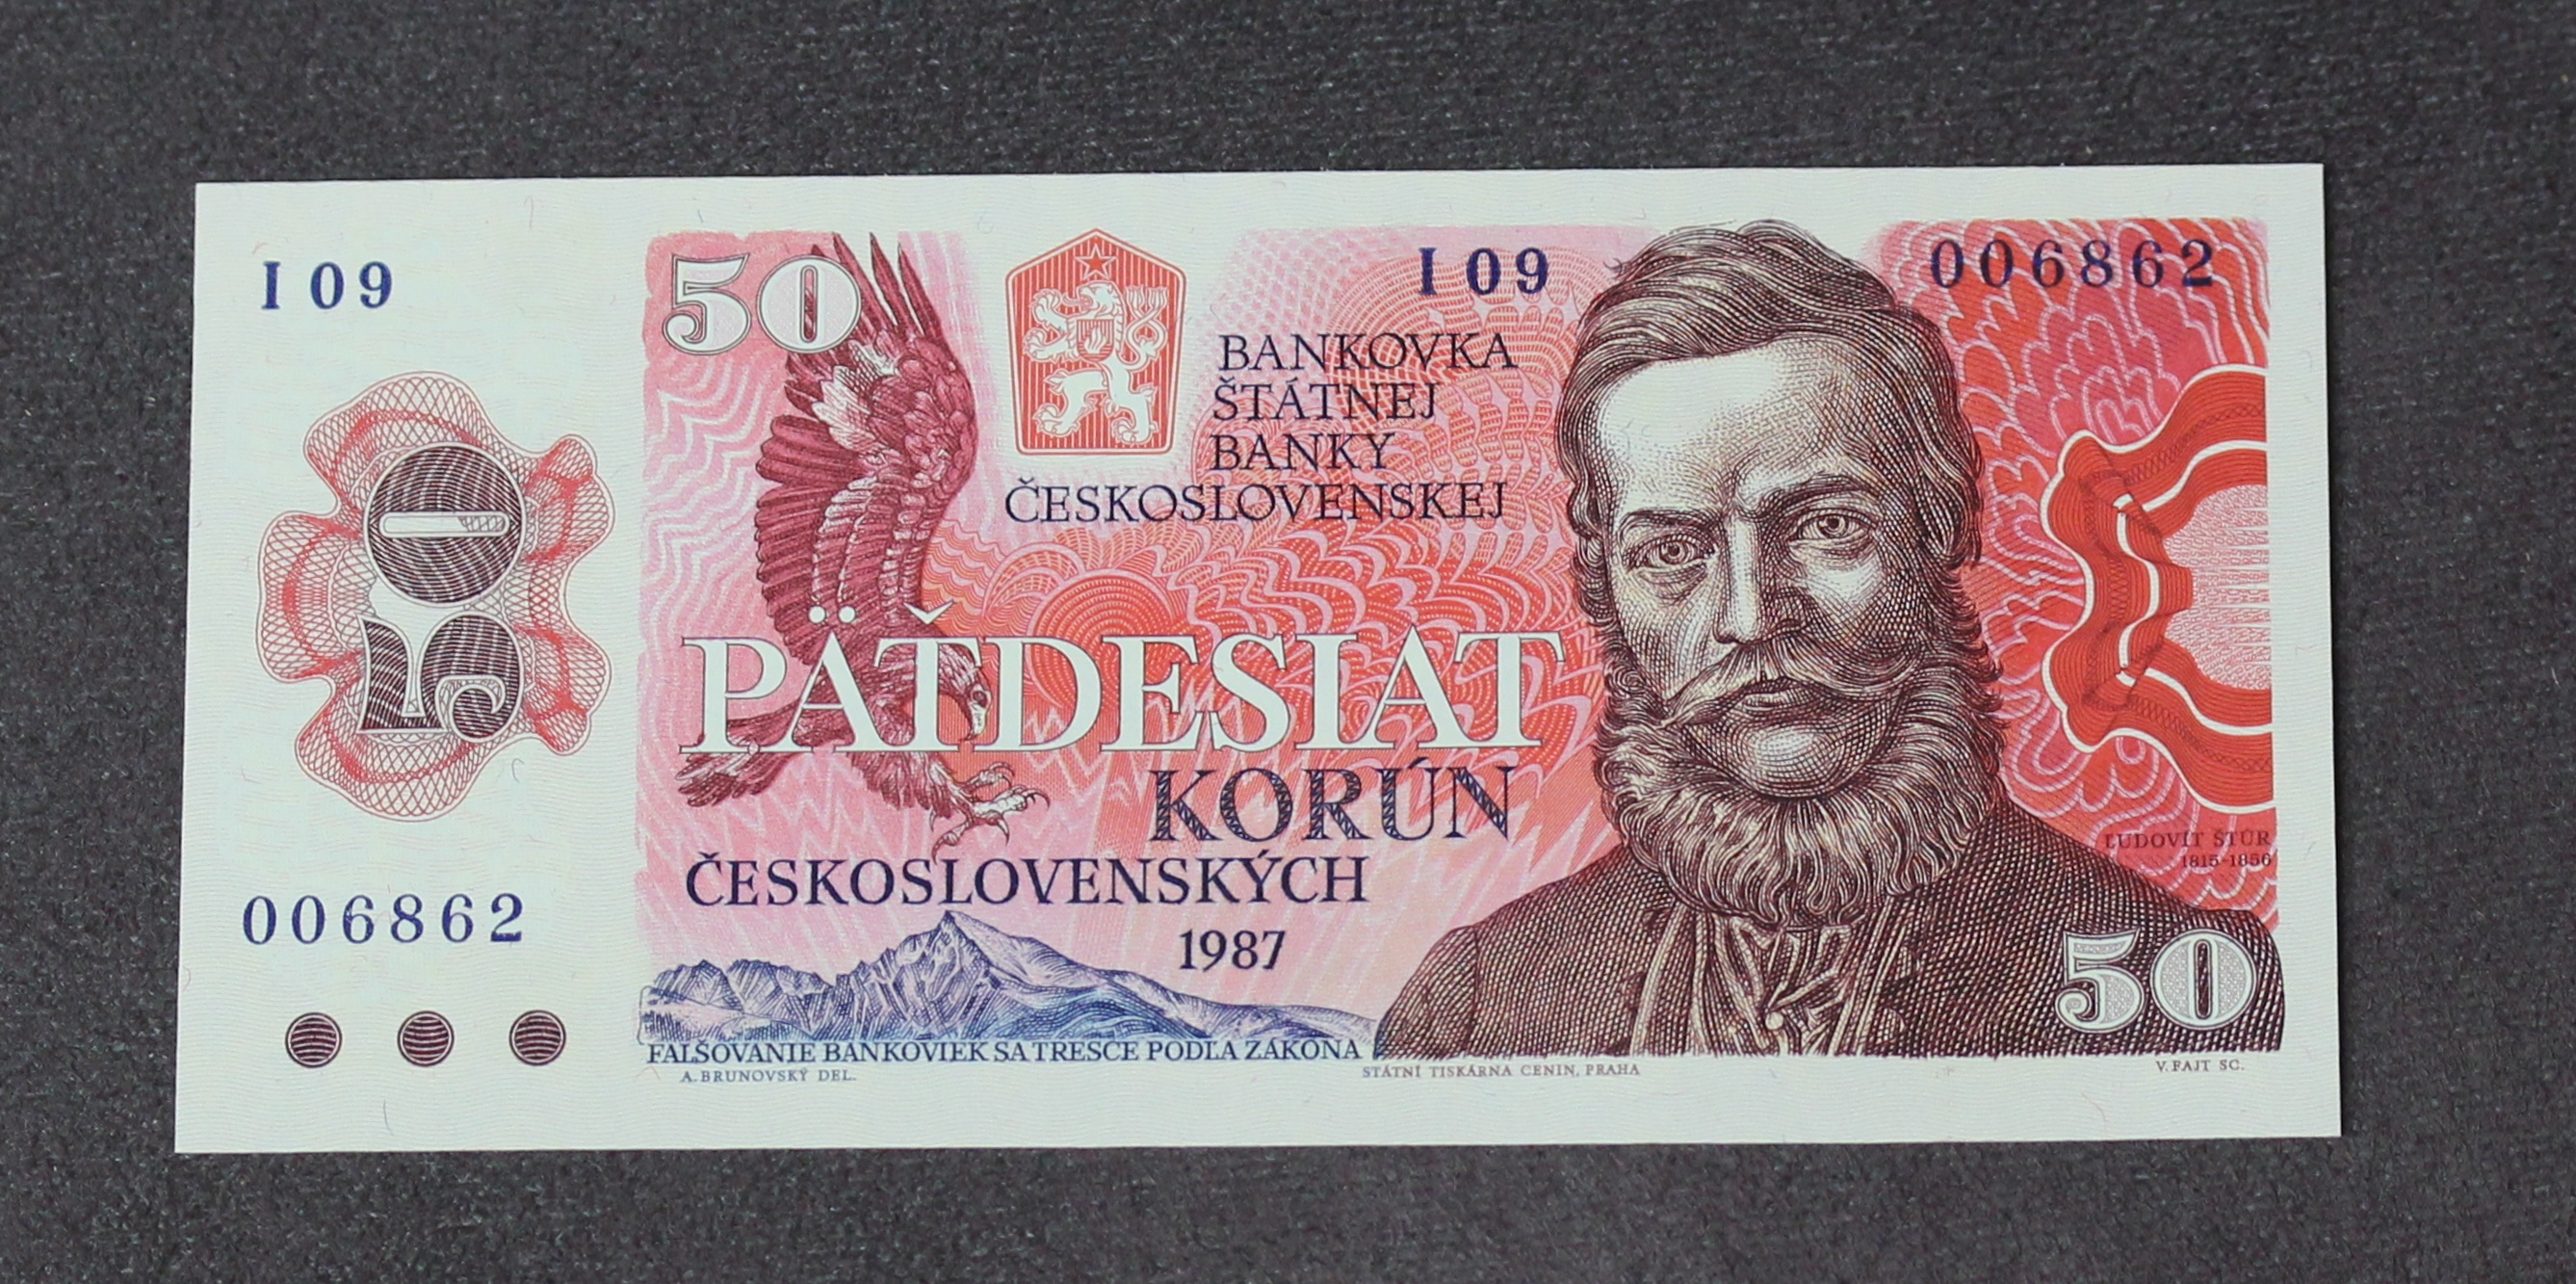 I 09
50
I 09
006862
BANKOVKA
ŠTÁTNEJ
BANKY
ČESKOSLOVENSKEJ
50
PÄŤDESIAT
KORÚN
ČESKOSLOVENSKÝCH
1987
ĽUDOVÍT ŠTÚR
1815-1856
006862
50
FALŠOVANIE BANKOVIEK SA TRESCE PODĽA ZÁKONA
A. BRUNOVSKÝ DEL.
STÁTNÍ TISKÁRNA CENIN, PRAHA
V. FAJT SC.